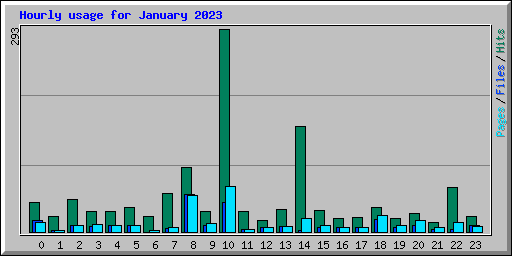 Hourly usage for January 2023
293
Pages/Files/Hits
0 1 2 3 4 5 6 7 8 9 10 11 12 13 14 15 16 17 18 19 20 21 22 23